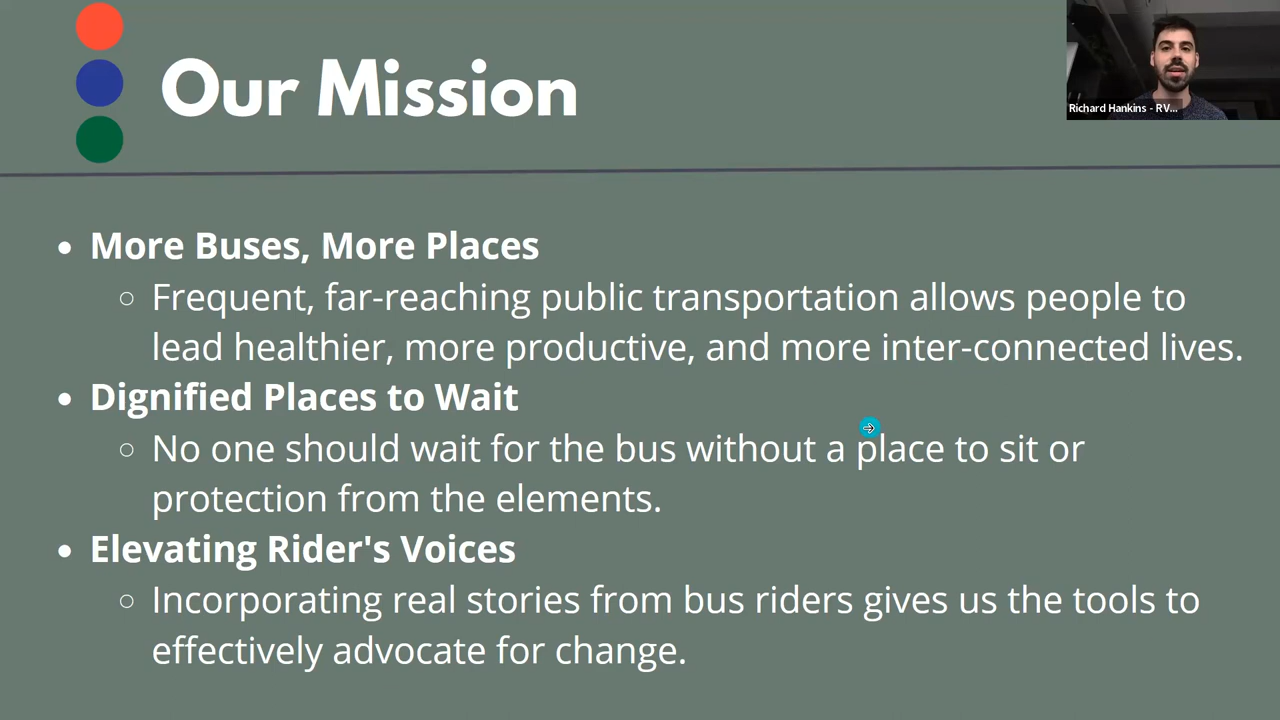 Our Mission
Richard Hankins - RV...
More Buses, More Places
Frequent, far-reaching public transportation allows people to
lead healthier, more productive, and more inter-connected lives.
Dignified Places to Wait
No one should wait for the bus without a place to sit or
protection from the elements.
Elevating Rider's Voices
Incorporating real stories from bus riders gives us the tools to
effectively advocate for change.